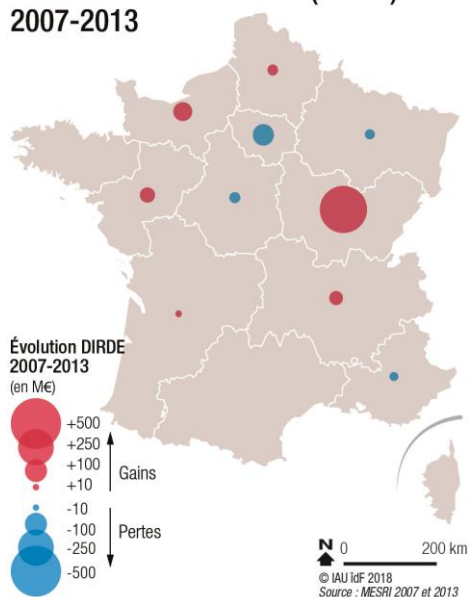 2007-2013
Évolution DIRDE
2007-2013
(en M€)
+500
+250
+100
+10
Gains
-10
-100
-250
-500
Pertes
N 0 200 km
© IAU îdF 2018
Source : MESRI 2007 et 2013